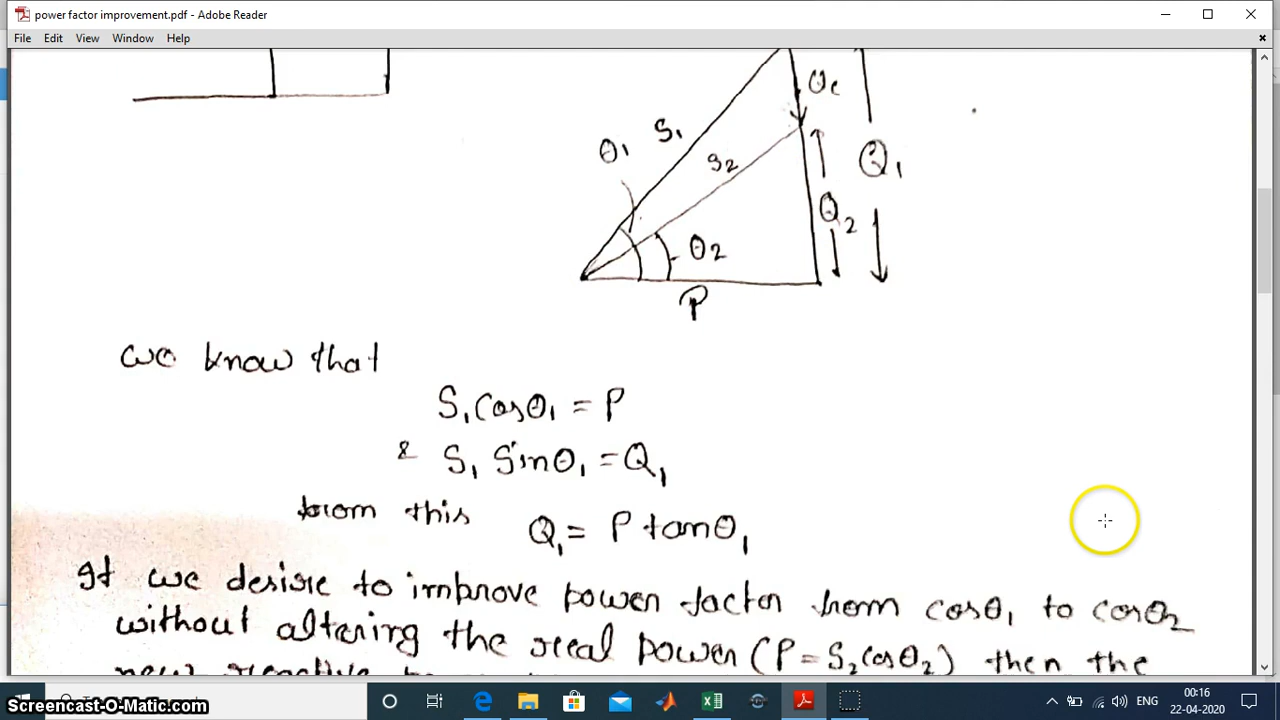 power factor improvement.pdf - Adobe Reader
File Edit View Window Help
θc
θ1 S1
S2
Q1
Q2
θ2
P
we know that
S1 cosθ1 = P
& S1 Sinθ1 = Q1
from this Q1 = P tanθ1
If we desire to improve power factor from cosθ1 to cosθ2
without altering the real power (P = S2 cosθ2) then the
new reactive
ENG
00:16
22-04-2020
Screencast-O-Matic.com